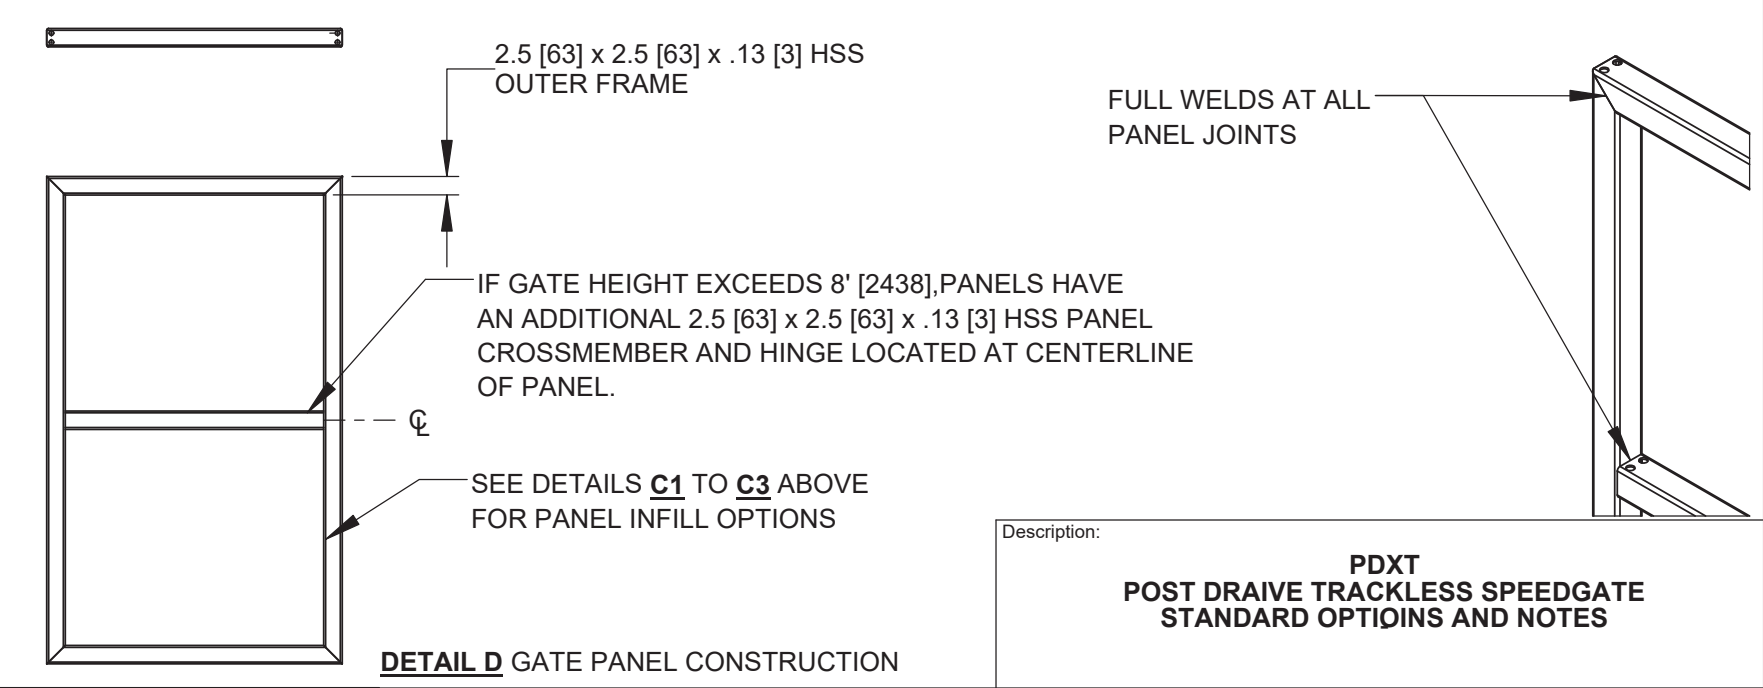 2.5 [63] x 2.5 [63] x .13 [3] HSS
OUTER FRAME
FULL WELDS AT ALL
PANEL JOINTS
IF GATE HEIGHT EXCEEDS 8' [2438],PANELS HAVE
AN ADDITIONAL 2.5 [63] x 2.5 [63] x .13 [3] HSS PANEL
CROSSMEMBER AND HINGE LOCATED AT CENTERLINE
OF PANEL.
℄
SEE DETAILS C1 TO C3 ABOVE
FOR PANEL INFILL OPTIONS
DETAIL D GATE PANEL CONSTRUCTION
Description:
PDXT
POST DRAIVE TRACKLESS SPEEDGATE
STANDARD OPTIOINS AND NOTES